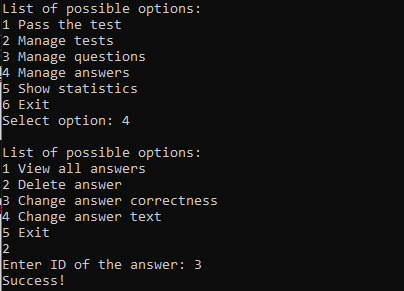 List of possible options:
1 Pass the test
2 Manage tests
3 Manage questions
4 Manage answers
5 Show statistics
6 Exit
Select option: 4
List of possible options:
1 View all answers
2 Delete answer
3 Change answer correctness
4 Change answer text
5 Exit
2
Enter ID of the answer: 3
Success!